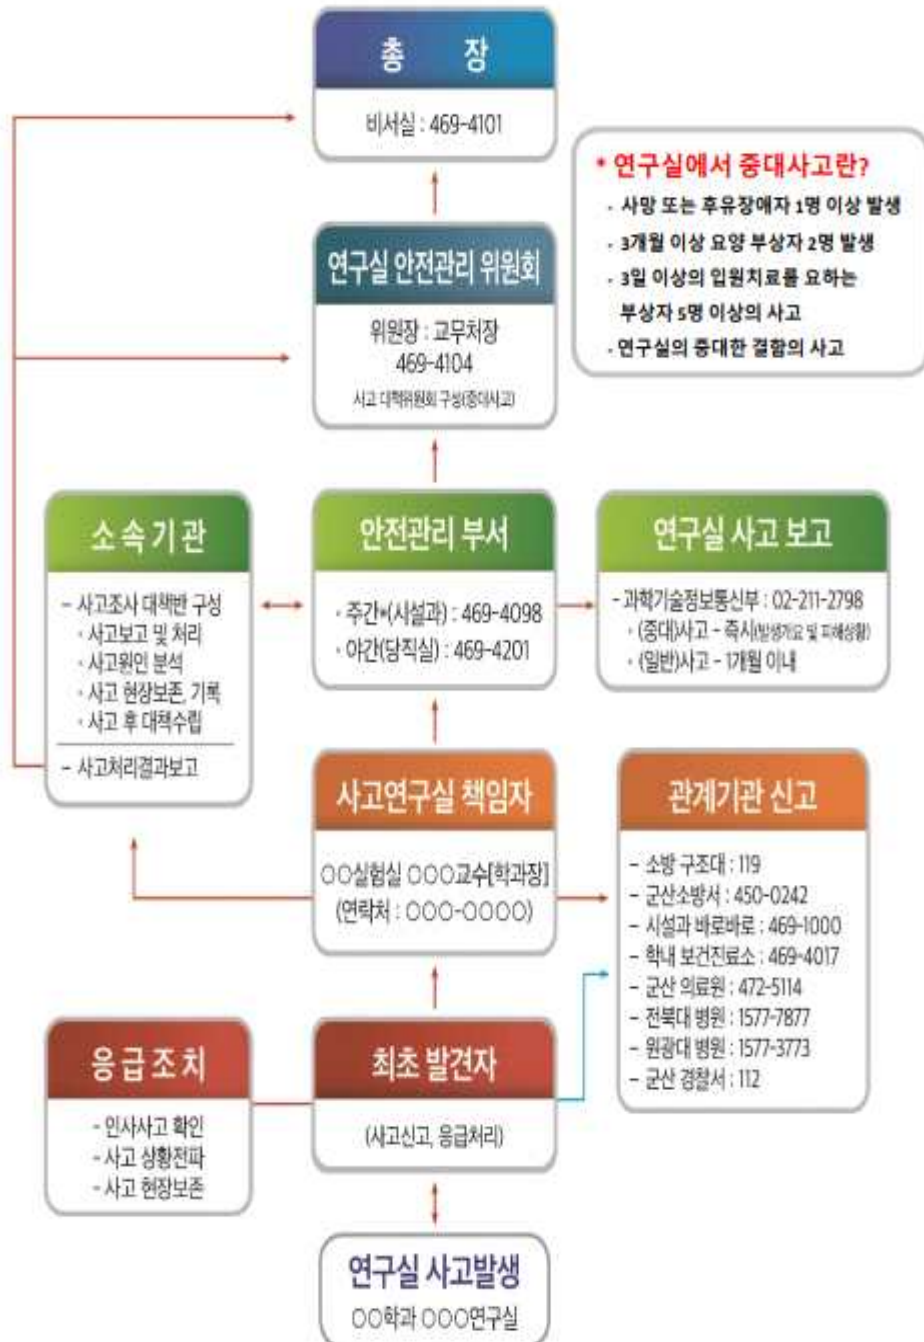 총 장
비서실 : 469-4101
* 연구실에서 중대사고란?
· 사망 또는 후유장애자 1명 이상 발생
· 3개월 이상 요양 부상자 2명 발생
· 3일 이상의 입원치료를 요하는
부상자 5명 이상의 사고
· 연구실의 중대한 결함의 사고
연구실 안전관리 위원회
위원장 : 교무처장
469-4104
사고 대책위원회 구성(중대사고)
소속기관
- 사고조사 대책반 구성
• 사고보고 및 처리
• 사고원인 분석
• 사고 현장보존, 기록
• 사고 후 대책수립
- 사고처리결과보고
안전관리 부서
• 주간*(시설과) : 469-4098
• 야간(당직실) : 469-4201
연구실 사고 보고
- 과학기술정보통신부 : 02-211-2798
• (중대)사고 - 즉시(발생개요 및 피해상황)
• (일반)사고 - 1개월 이내
사고연구실 책임자
○○실험실 ○○○교수[학과장]
(연락처 : ○○○-○○○○)
관계기관 신고
- 소방 구조대 : 119
- 군산소방서 : 450-0242
- 시설과 바로바로 : 469-1000
- 학내 보건진료소 : 469-4017
- 군산 의료원 : 472-5114
- 전북대 병원 : 1577-7877
- 원광대 병원 : 1577-3773
- 군산 경찰서 : 112
응급조치
- 인사사고 확인
- 사고 상황전파
- 사고 현장보존
최초 발견자
(사고신고, 응급처리)
연구실 사고발생
○○학과 ○○○연구실